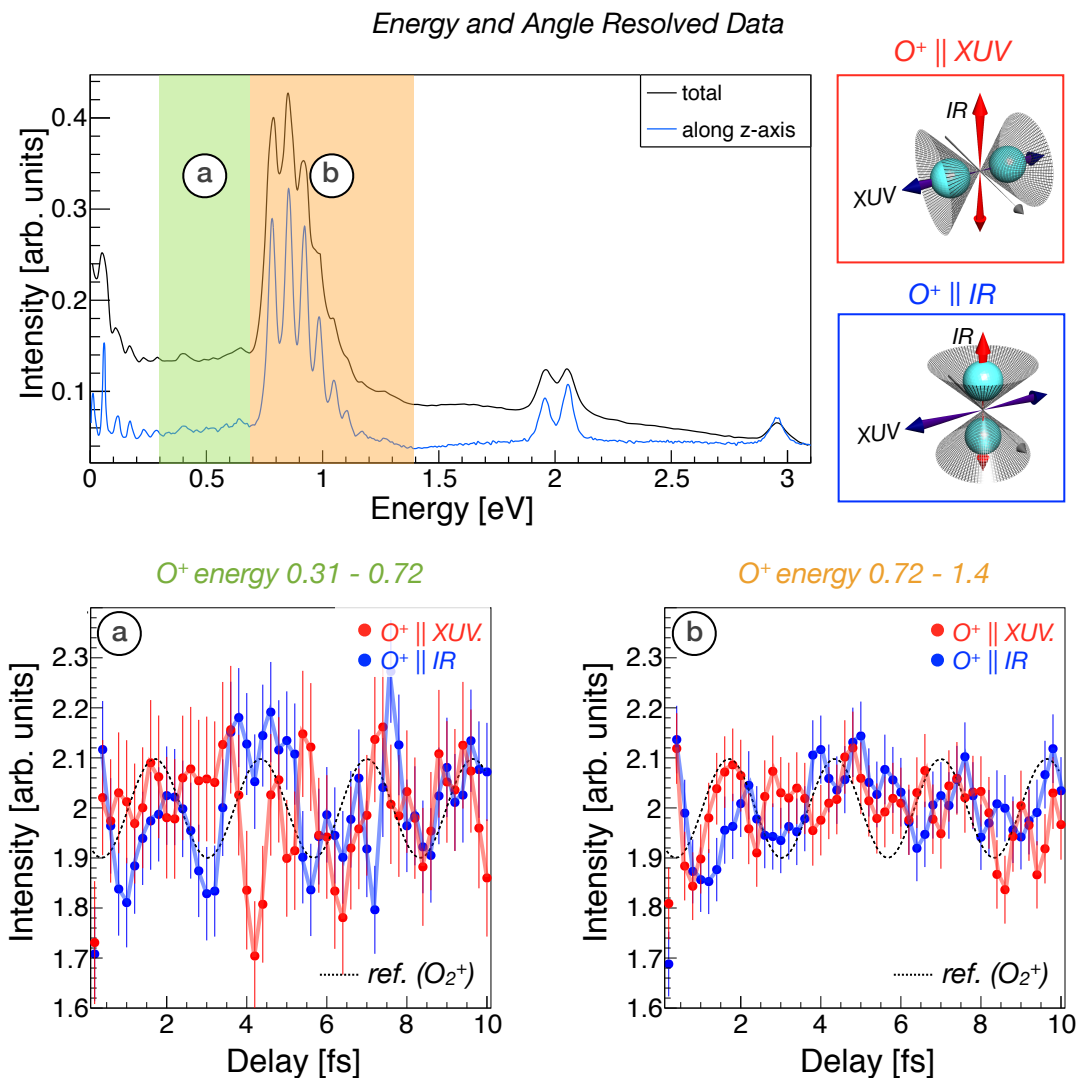 Energy and Angle Resolved Data
O⁺ || XUV
IR
XUV
O⁺ || IR
IR
XUV
total
along z-axis
a
b
Intensity [arb. units]
0.4
0.3
0.2
0.1
0
0.5
1
1.5
2
2.5
3
Energy [eV]
O⁺ energy 0.31 - 0.72
a
O⁺ || XUV.
O⁺ || IR
Intensity [arb. units]
2.3
2.2
2.1
2
1.9
1.8
1.7
1.6
ref. (O₂⁺)
2
4
6
8
10
Delay [fs]
O⁺ energy 0.72 - 1.4
b
O⁺ || XUV.
O⁺ || IR
Intensity [arb. units]
2.3
2.2
2.1
2
1.9
1.8
1.7
1.6
ref. (O₂⁺)
2
4
6
8
10
Delay [fs]